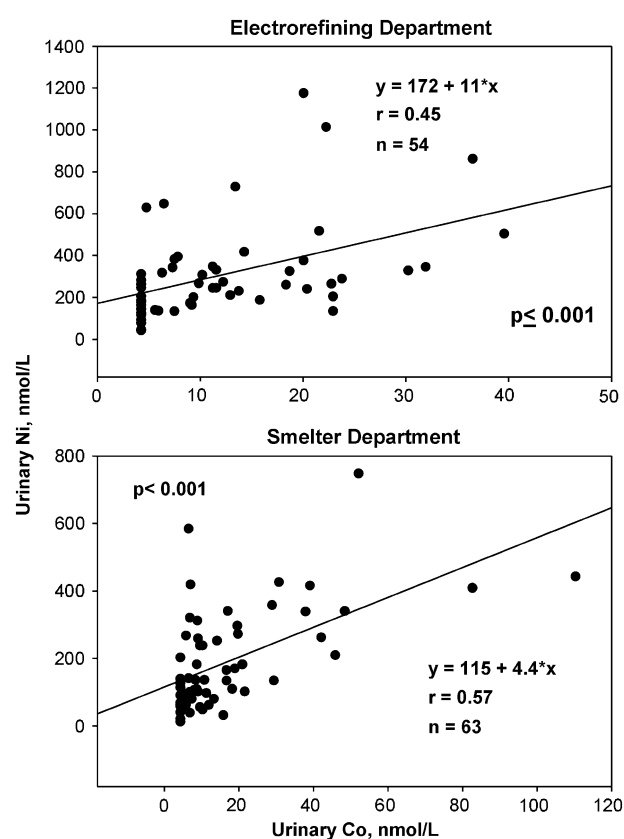 Electrorefining Department
1400
1200
1000
800
600
400
200
0
y = 172 + 11*x
r = 0.45
n = 54
p≤ 0.001
0 10 20 30 40 50
Urinary Ni, nmol/L
Smelter Department
800
600
400
200
0
p< 0.001
y = 115 + 4.4*x
r = 0.57
n = 63
0 20 40 60 80 100 120
Urinary Co, nmol/L